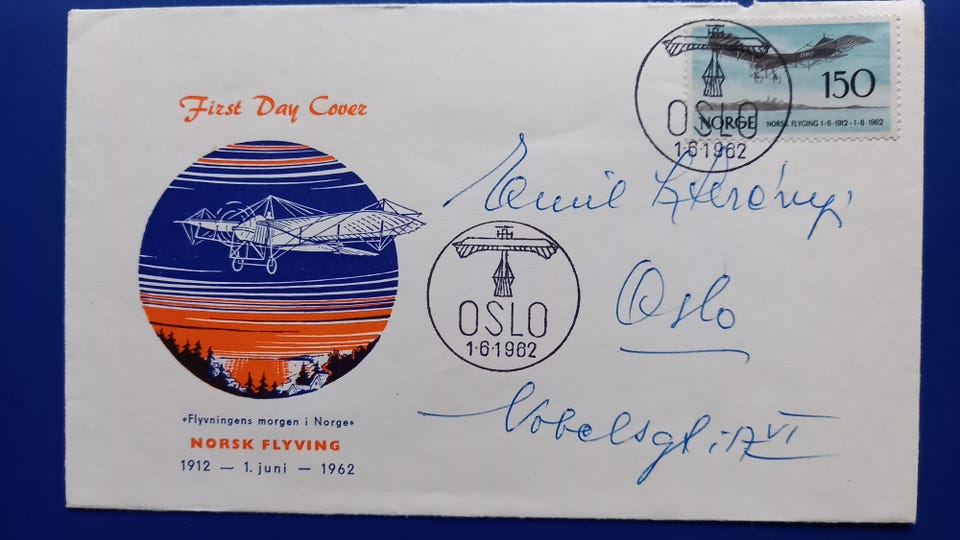 First Day Cover
«Flyvningens morgen i Norge»
NORSK FLYVING
1912 — 1. juni — 1962
OSLO
1·6·1962
150
NORGE
NORSK FLYGING 1-6-1912-1-6-1962
OSLO
1·6·1962
Emil
Oslo